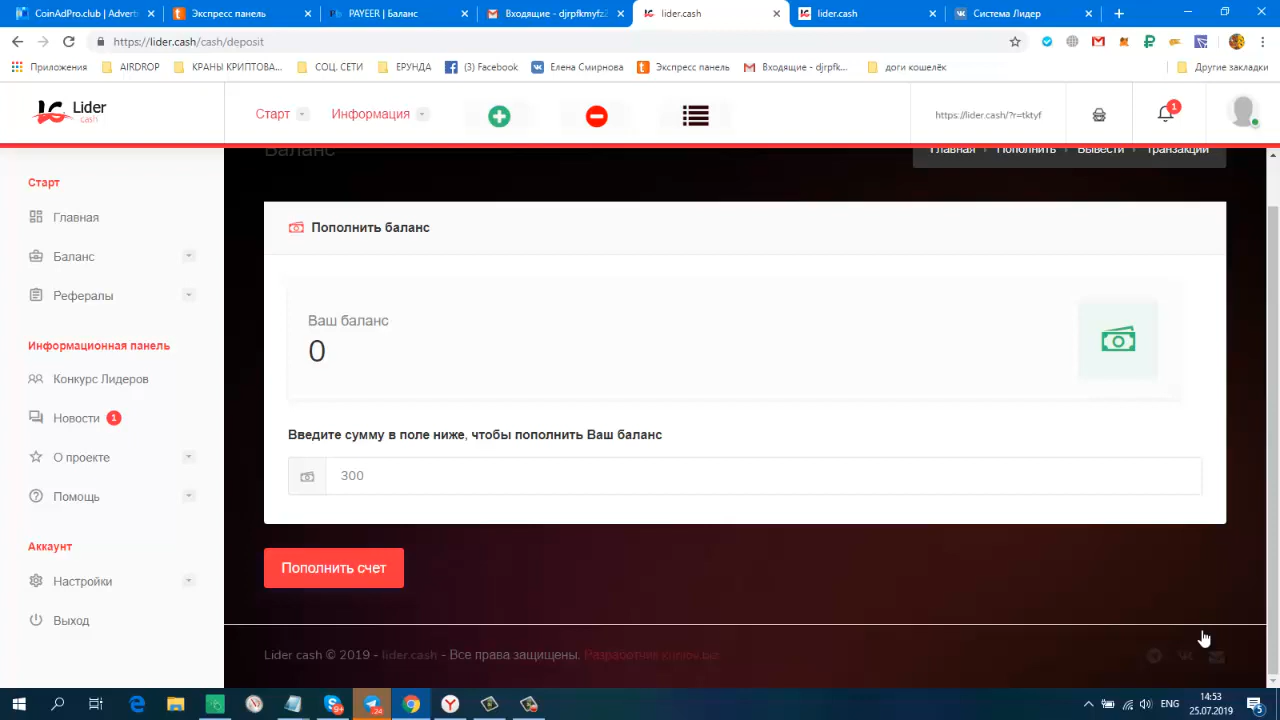 CoinAdPro.club | Advert
Экспресс панель
PAYEER | Баланс
Входящие - djrpfkmyfz2
lider.cash
lider.cash
Система Лидер
https://lider.cash/cash/deposit
Приложения
AIRDROP
КРАНЫ КРИПТОВА...
СОЦ. СЕТИ
ЕРУНДА
(3) Facebook
Елена Смирнова
Экспресс панель
Входящие - djrpfk...
доги кошелёк
Другие закладки
Lider
cash
Старт
Информация
https://lider.cash/?r=tktyf
1
Баланс
Главная
Пополнить
Вывести
Транзакции
Старт
Главная
Баланс
Рефералы
Информационная панель
Конкурс Лидеров
Новости 1
О проекте
Помощь
Аккаунт
Настройки
Выход
Пополнить баланс
Ваш баланс
0
Введите сумму в поле ниже, чтобы пополнить Ваш баланс
300
Пополнить счет
Lider cash © 2019 - lider.cash - Все права защищены.
14:53
ENG
25.07.2019
5